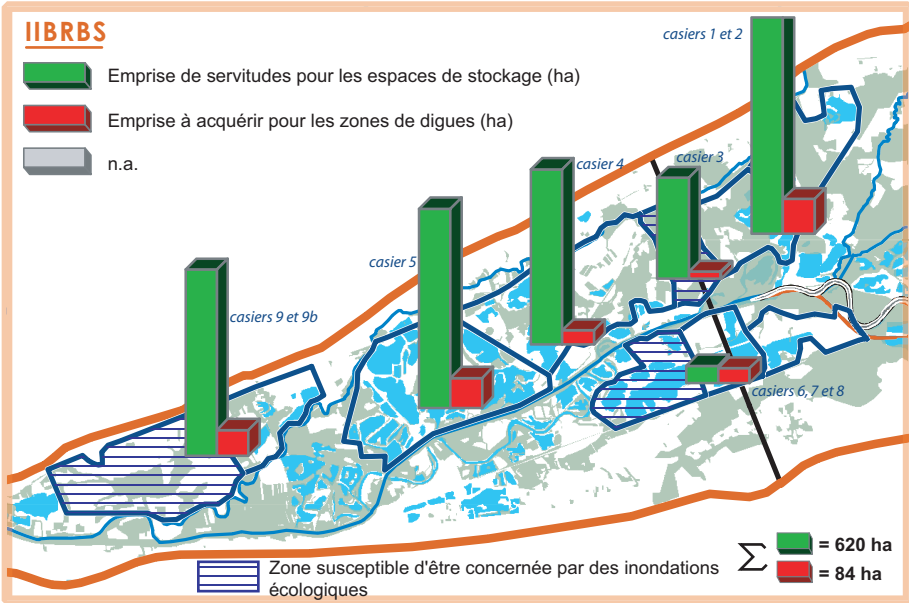 IIBRBS
Emprise de servitudes pour les espaces de stockage (ha)
Emprise à acquérir pour les zones de digues (ha)
n.a.
casiers 1 et 2
casier 3
casier 4
casier 5
casiers 9 et 9b
casiers 6, 7 et 8
Zone susceptible d'être concernée par des inondations
écologiques
∑
= 620 ha
= 84 ha